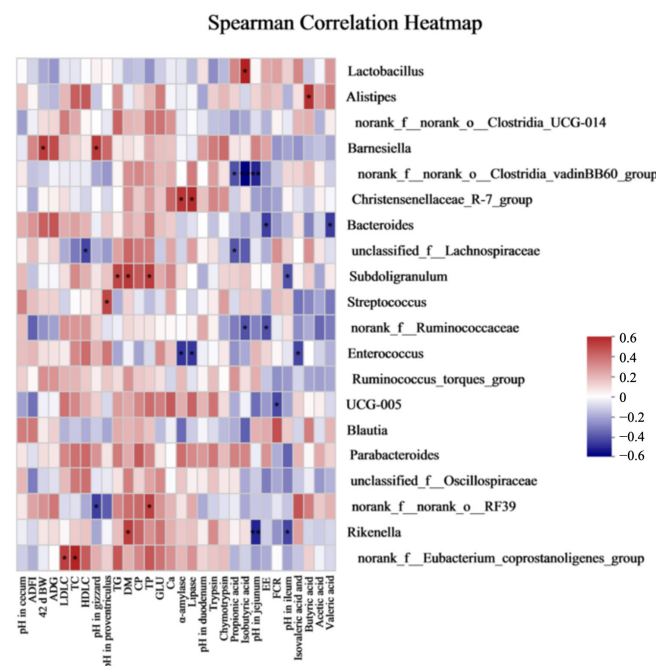 Spearman Correlation Heatmap
Lactobacillus
Alistipes
norank_f__norank_o__Clostridia_UCG-014
Barnesiella
norank_f__norank_o__Clostridia_vadinBB60_group
Christensenellaceae_R-7_group
Bacteroides
unclassified_f__Lachnospiraceae
Subdoligranulum
Streptococcus
norank_f__Ruminococcaceae
Enterococcus
Ruminococcus_torques_group
UCG-005
Blautia
Parabacteroides
unclassified_f__Oscillospiraceae
norank_f__norank_o__RF39
Rikenella
norank_f__Eubacterium_coprostanoligenes_group
0.6
0.4
0.2
0
−0.2
−0.4
−0.6
pH in cecum
ADFI
42 d BW
ADG
LDLC
TC
HDLC
pH in gizzard
pH in proventriculus
TG
DM
CP
TP
GLU
Ca
α-amylase
Lipase
pH in duodenum
Trypsin
Chymotrypsin
Propionic acid
Isobutyric acid
pH in jejunum
EE
FCR
pH in ileum
Isovaleric acid and
Butyric acid
Acetic acid
Valeric acid